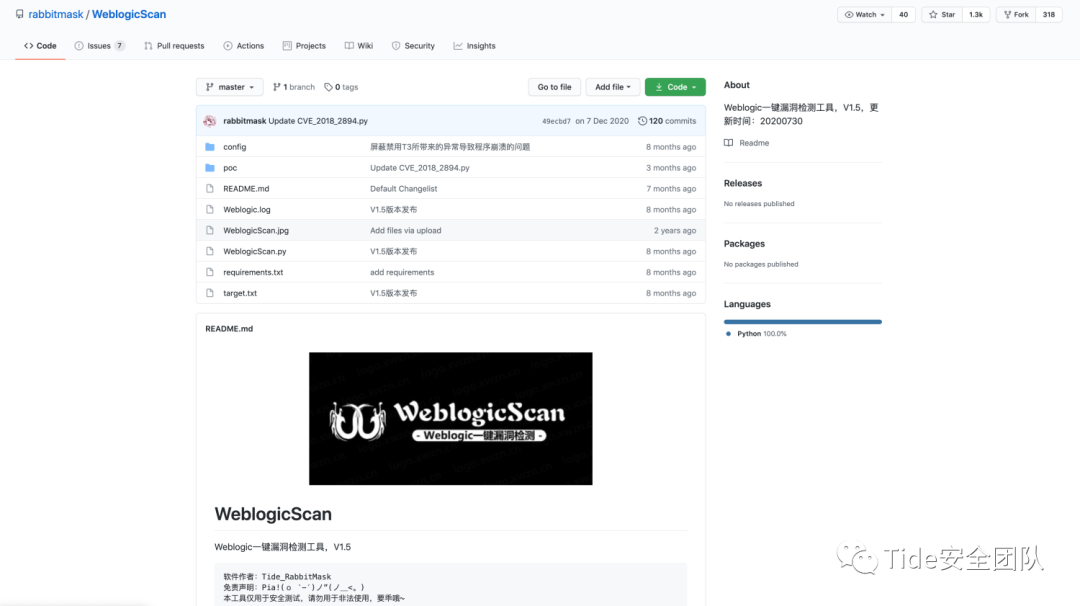 rabbitmask / WeblogicScan
Watch 40 Star 1.3k Fork 318
Code Issues 7 Pull requests Actions Projects Wiki Security Insights
master 1 branch 0 tags Go to file Add file Code
rabbitmask Update CVE_2018_2894.py 49ecbd7 on 7 Dec 2020 120 commits
config 屏蔽禁用T3所带来的异常导致程序崩溃的问题 8 months ago
poc Update CVE_2018_2894.py 3 months ago
README.md Default Changelist 7 months ago
Weblogic.log V1.5版本发布 8 months ago
WeblogicScan.jpg Add files via upload 2 years ago
WeblogicScan.py V1.5版本发布 8 months ago
requirements.txt add requirements 8 months ago
target.txt V1.5版本发布 8 months ago
About
Weblogic一键漏洞检测工具，V1.5，更
新时间：20200730
Readme
Releases
No releases published
Packages
No packages published
Languages
Python 100.0%
README.md
WeblogicScan
- Weblogic一键漏洞检测 -
WeblogicScan
Weblogic一键漏洞检测工具，V1.5
软件作者：Tide_RabbitMask
免责声明：Pia!(ｏ ‵-′)ノ”(ノ﹏<。)
本工具仅用于安全测试，请勿用于非法使用，要乖哦~
Tide安全团队